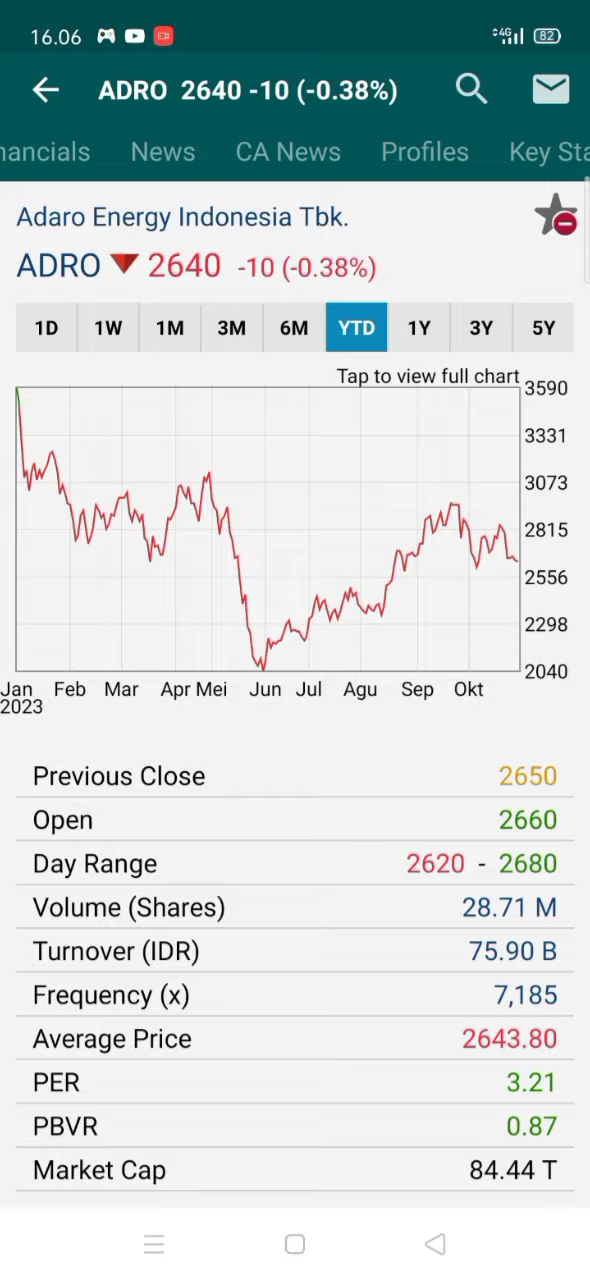 16.06 4G 82
ADRO 2640 -10 (-0.38%)
nancials News CA News Profiles Key Sta
Adaro Energy Indonesia Tbk.
ADRO 2640 -10 (-0.38%)
1D 1W 1M 3M 6M YTD 1Y 3Y 5Y
Tap to view full chart
3590
3331
3073
2815
2556
2298
2040
Jan Feb Mar Apr Mei Jun Jul Agu Sep Okt
2023
Previous Close 2650
Open 2660
Day Range 2620 - 2680
Volume (Shares) 28.71 M
Turnover (IDR) 75.90 B
Frequency (x) 7,185
Average Price 2643.80
PER 3.21
PBVR 0.87
Market Cap 84.44 T